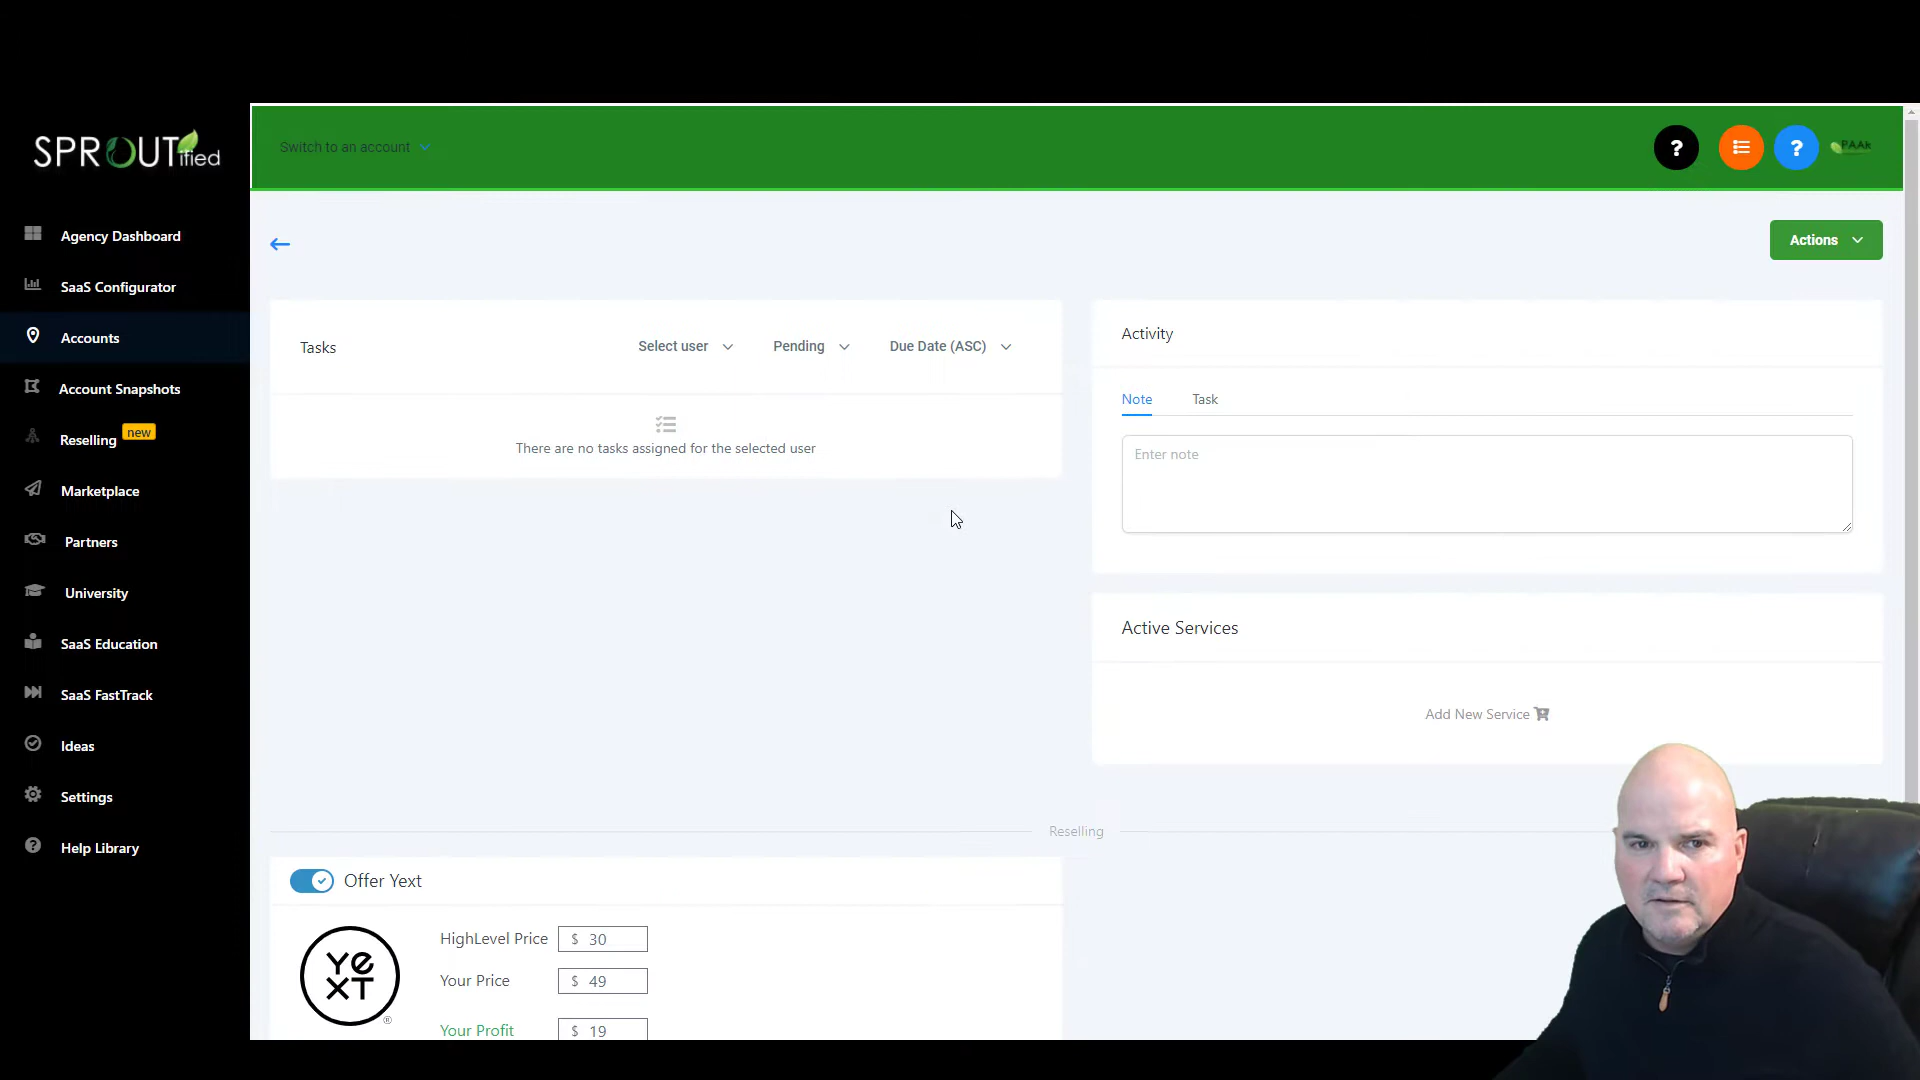 SPROUTified
Switch to an account
?
?
PAAR
Agency Dashboard
SaaS Configurator
Accounts
Account Snapshots
Reselling new
Marketplace
Partners
University
SaaS Education
SaaS FastTrack
Ideas
Settings
Help Library
Actions
Tasks
Select user
Pending
Due Date (ASC)
There are no tasks assigned for the selected user
Activity
Note
Task
Enter note
Active Services
Add New Service
Reselling
Offer Yext
YEXT ®
HighLevel Price $ 30
Your Price $ 49
Your Profit $ 19